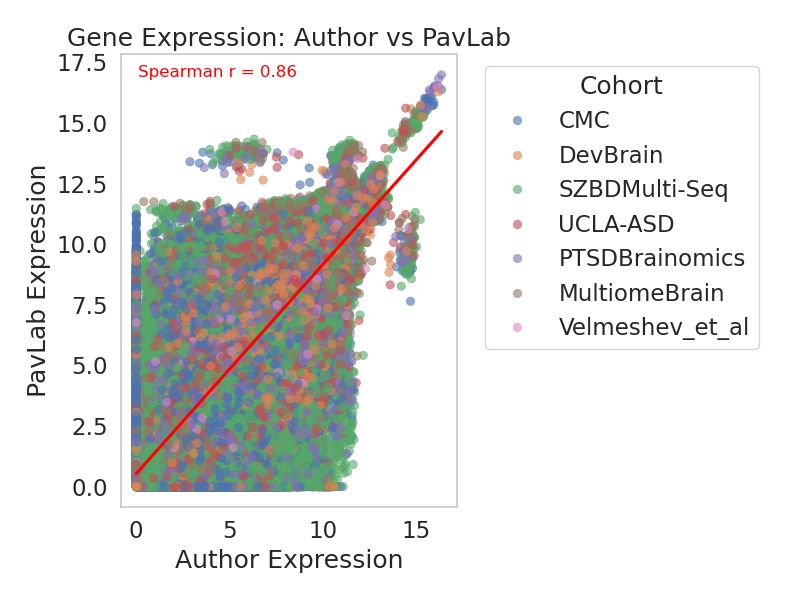 Gene Expression: Author vs PavLab
Spearman r = 0.86
17.5
15.0
12.5
10.0
7.5
5.0
2.5
0.0
PavLab Expression
0
5
10
15
Author Expression
Cohort
CMC
DevBrain
SZBDMulti-Seq
UCLA-ASD
PTSDBrainomics
MultiomeBrain
Velmeshev_et_al